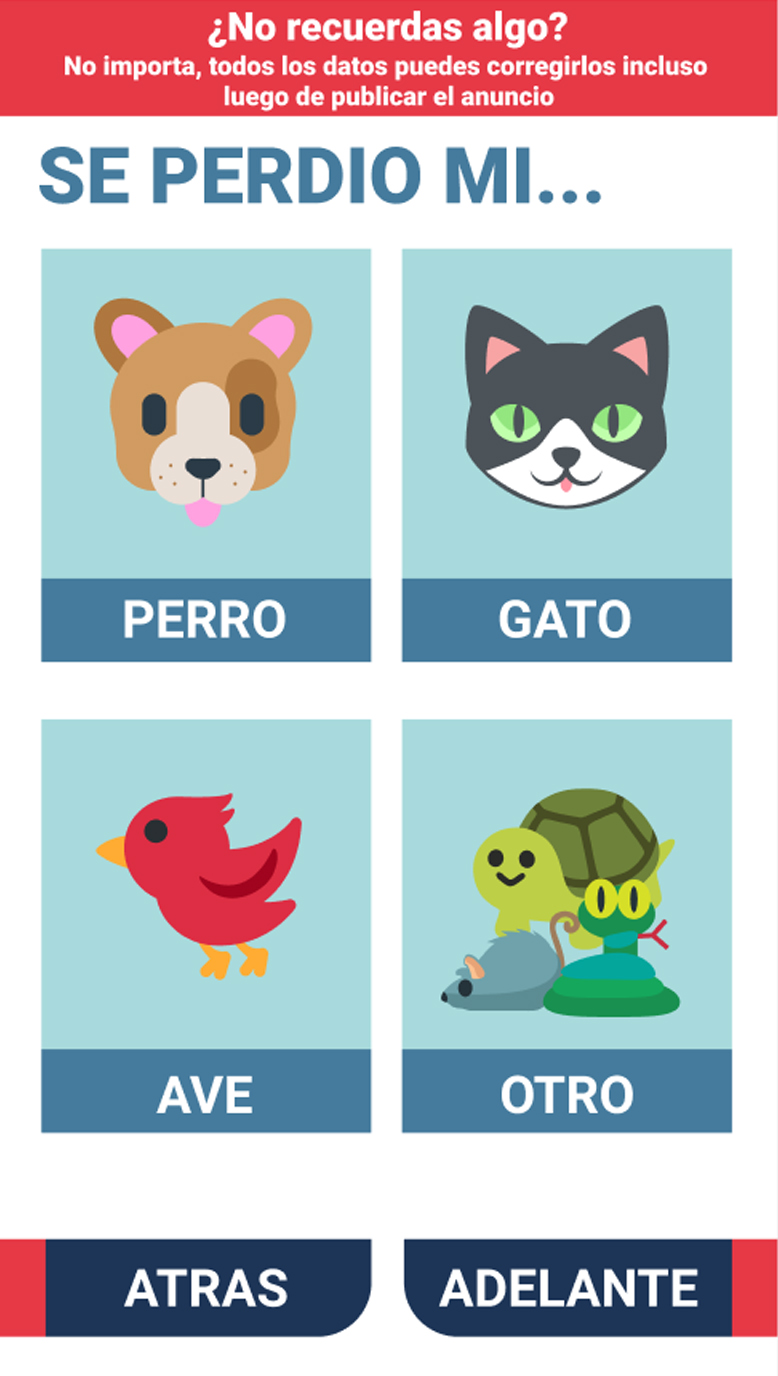 ¿No recuerdas algo?
No importa, todos los datos puedes corregirlos incluso
luego de publicar el anuncio
SE PERDIO MI...
PERRO
GATO
AVE
OTRO
ATRAS
ADELANTE